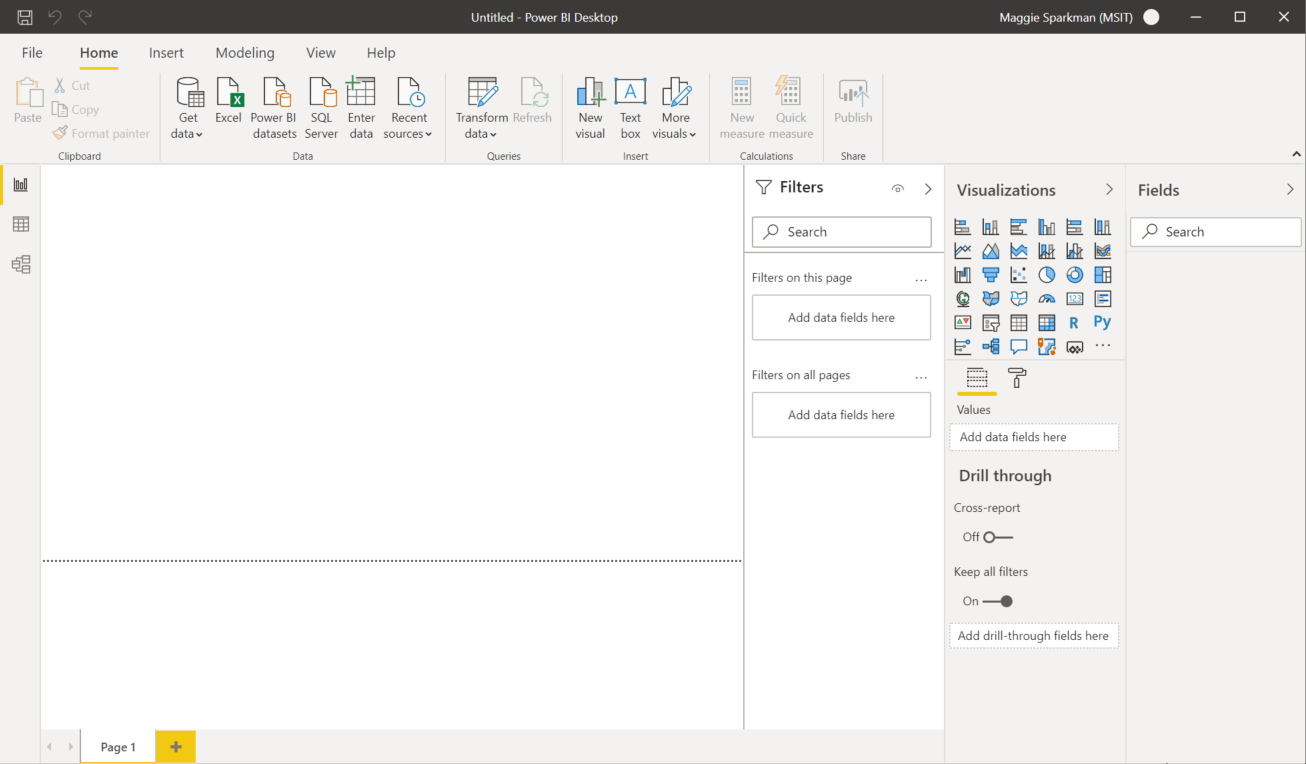 Untitled - Power BI Desktop
Maggie Sparkman (MSIT)
File Home Insert Modeling View Help
Paste
Cut
Copy
Format painter
Clipboard
Get data
Excel
Power BI datasets
SQL Server
Enter data
Recent sources
Data
Transform data
Refresh
Queries
New visual
A
Text box
More visuals
Insert
New measure
Quick measure
Calculations
Publish
Share
Filters
Search
Filters on this page
...
Add data fields here
Filters on all pages
...
Add data fields here
Visualizations
123
R Py
...
Values
Add data fields here
Drill through
Cross-report
Off
Keep all filters
On
Add drill-through fields here
Fields
Search
Page 1
+